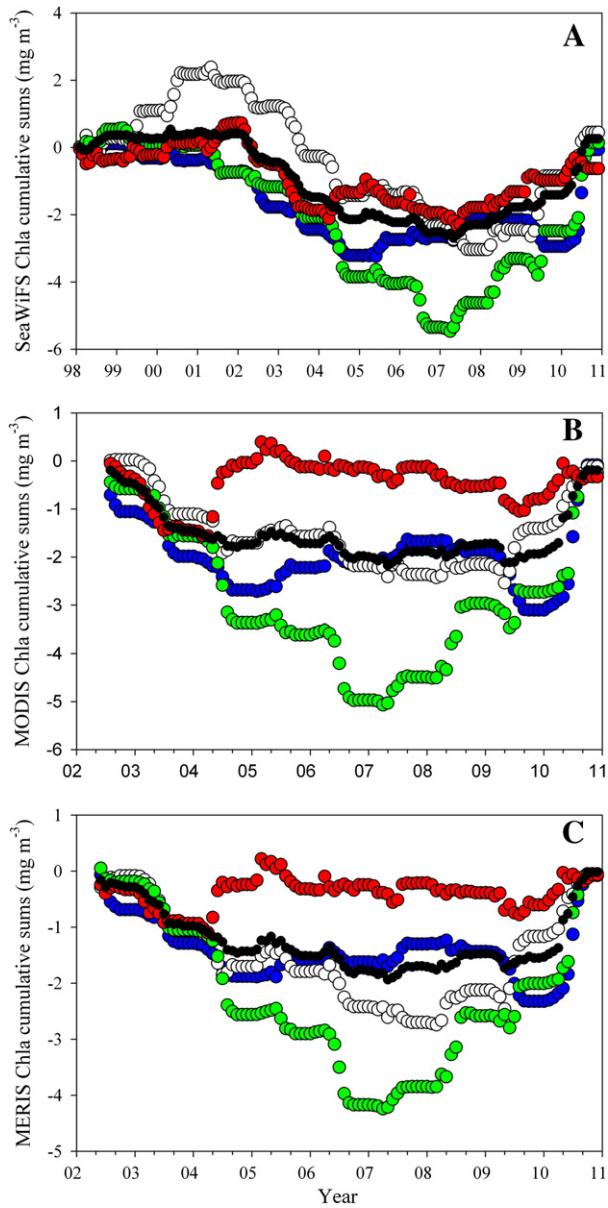 A
SeaWiFS Chla cumulative sums (mg m-3)
4
2
0
-2
-4
-6
98 99 00 01 02 03 04 05 06 07 08 09 10 11
B
MODIS Chla cumulative sums (mg m-3)
1
0
-1
-2
-3
-4
-5
-6
02 03 04 05 06 07 08 09 10 11
C
MERIS Chla cumulative sums (mg m-3)
1
0
-1
-2
-3
-4
-5
02 03 04 05 06 07 08 09 10 11
Year